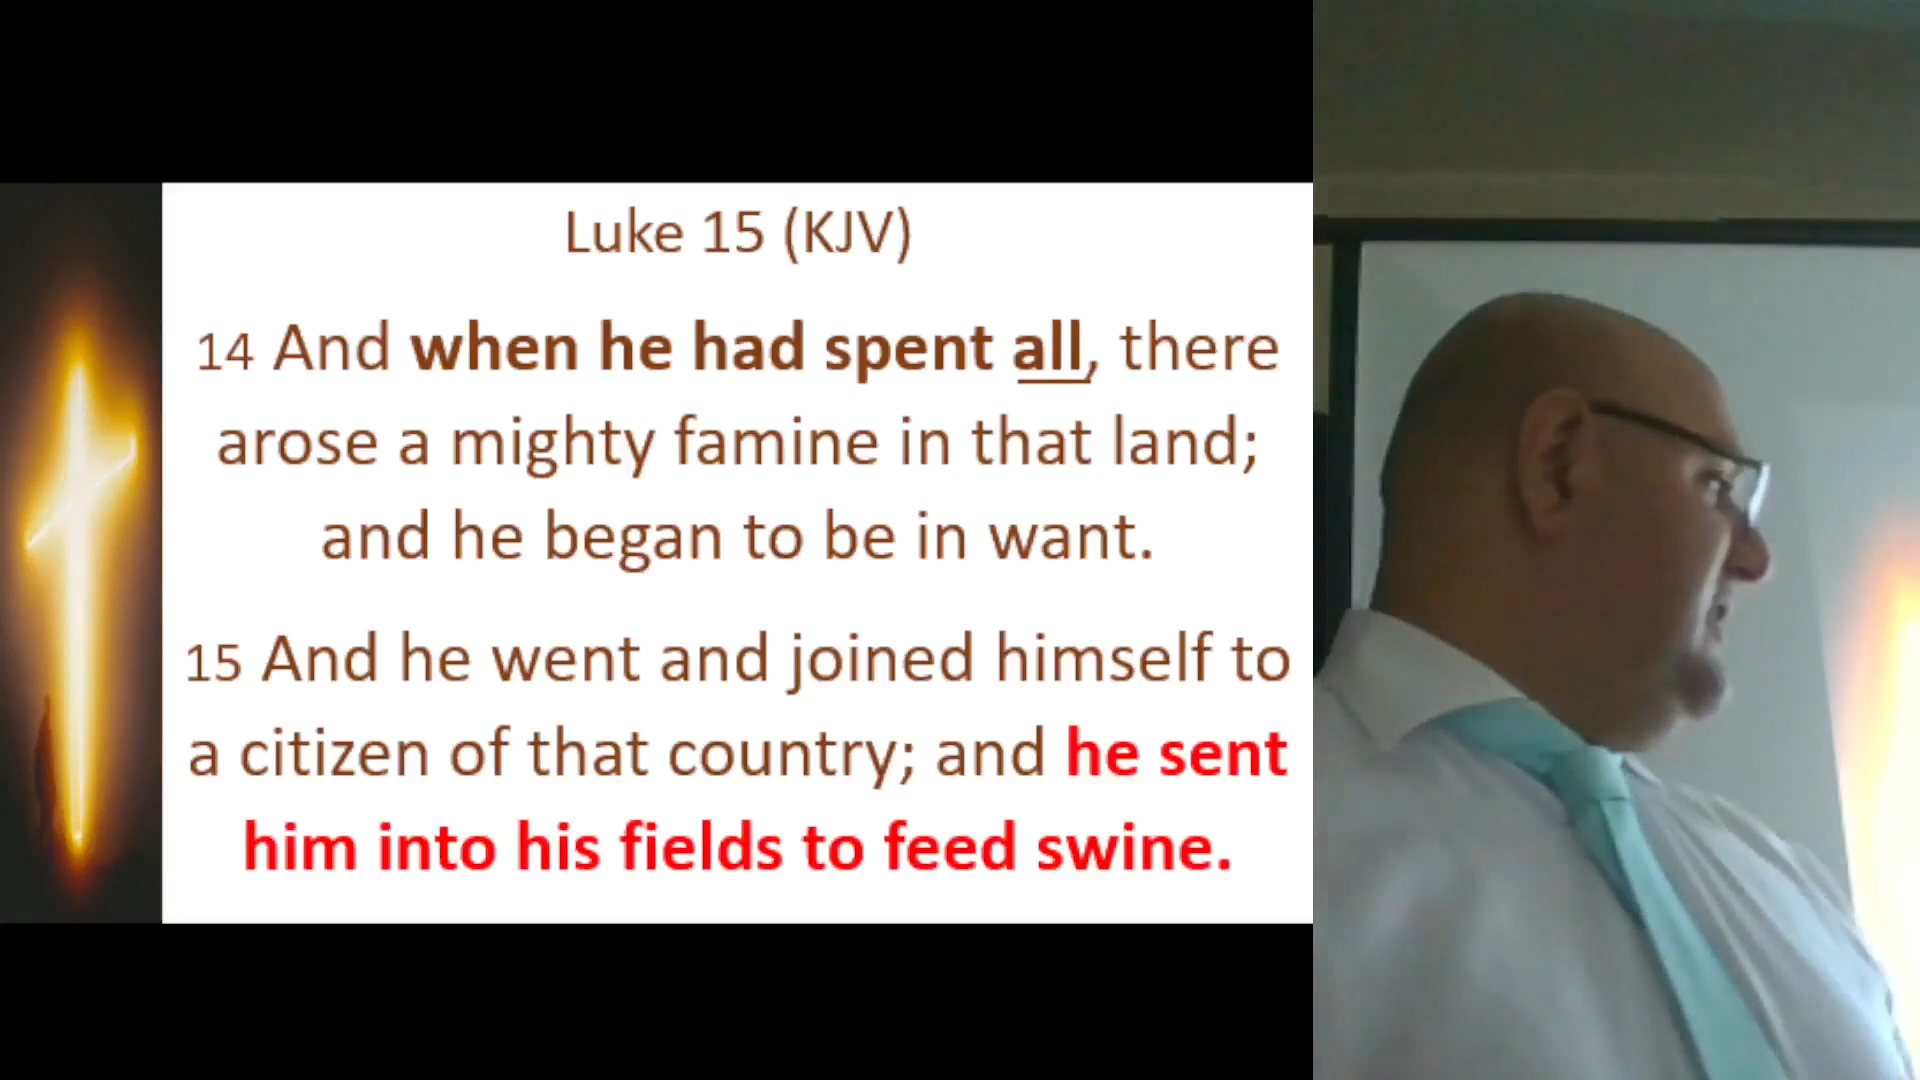 Luke 15 (KJV)
14 And when he had spent all, there
arose a mighty famine in that land;
and he began to be in want.
15 And he went and joined himself to
a citizen of that country; and he sent
him into his fields to feed swine.